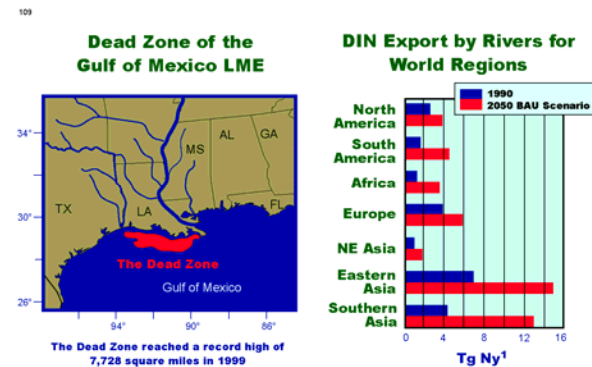 109
Dead Zone of the
Gulf of Mexico LME
34°
30°
26°
94°
90°
86°
TX
LA
MS
AL
GA
FL
The Dead Zone
Gulf of Mexico
The Dead Zone reached a record high of
7,728 square miles in 1999
DIN Export by Rivers for
World Regions
1990
2050 BAU Scenario
North
America
South
America
Africa
Europe
NE Asia
Eastern
Asia
Southern
Asia
0 4 8 12 16
Tg Ny¹